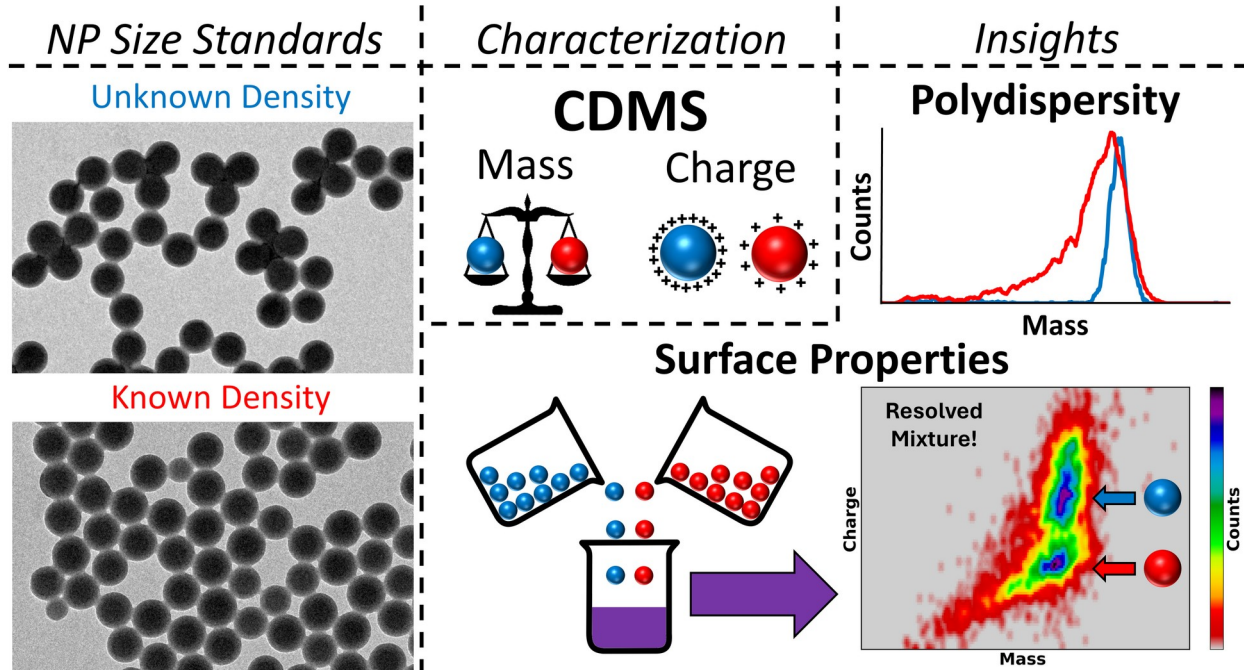 NP Size Standards
Characterization
Insights
Unknown Density
Known Density
CDMS
Mass
Charge
Polydispersity
Counts
Mass
Surface Properties
Resolved
Mixture!
Charge
Mass
Counts